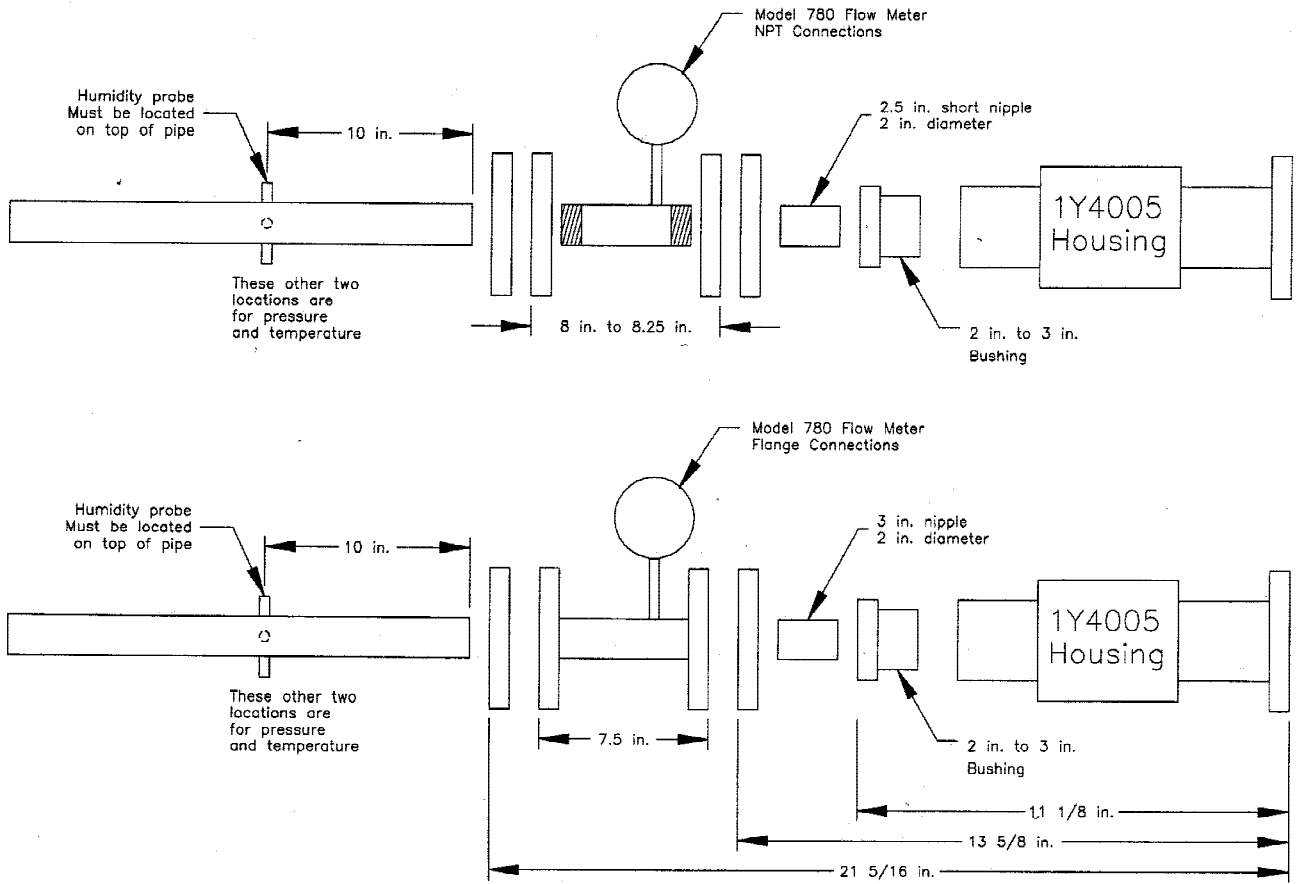 Model 780 Flow Meter
NPT Connections
Humidity probe
Must be located
on top of pipe
10 in.
2.5 in. short nipple
2 in. diameter
1Y4005
Housing
These other two
locations are
for pressure
and temperature
8 in. to 8.25 in.
2 in. to 3 in.
Bushing
Model 780 Flow Meter
Flange Connections
Humidity probe
Must be located
on top of pipe
10 in.
3 in. nipple
2 in. diameter
1Y4005
Housing
These other two
locations are
for pressure
and temperature
7.5 in.
2 in. to 3 in.
Bushing
11 1/8 in.
13 5/8 in.
21 5/16 in.